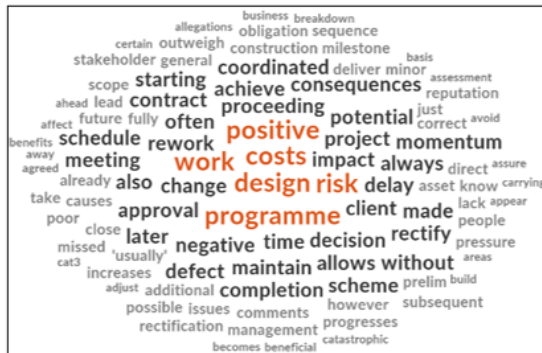 business breakdown
allegations obligation sequence
certain outweigh construction milestone
stakeholder general coordinated deliver minor basis
scope starting achieve consequences assessment
ahead lead contract proceeding reputation
affect future fully often positive potential just correct avoid
benefits schedule rework project momentum
away meeting work costs impact always direct assure
agreed already also change design risk delay asset know carrying
take causes approval programme client made lack appear
poor close later negative time decision rectify people
missed 'usually' pressure
cat3 increases defect maintain allows without areas
adjust additional completion scheme prelim build
possible issues comments however subsequent
rectification management progresses
becomes beneficial catastrophic